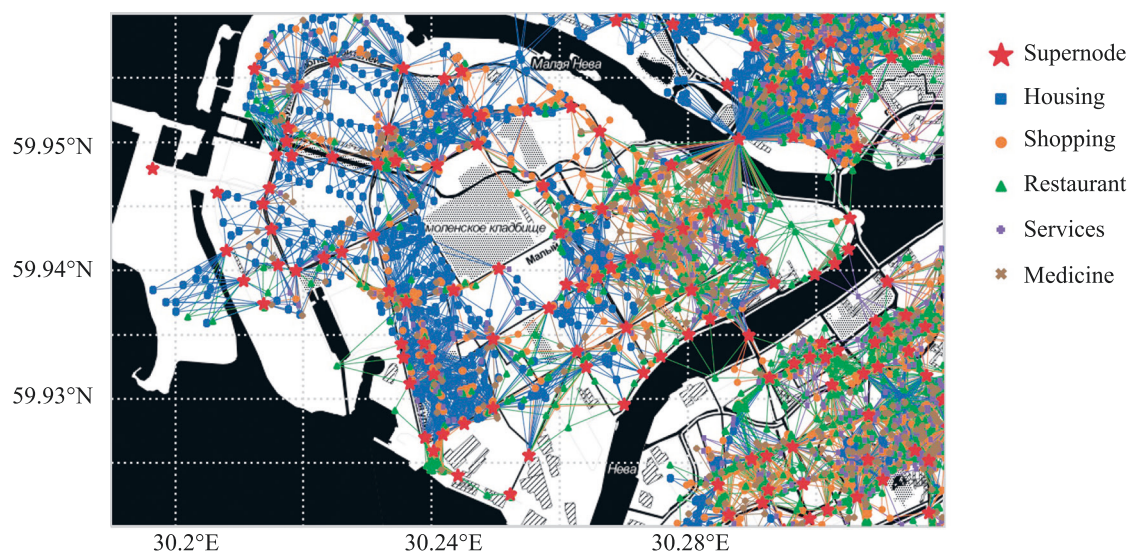 Малая Нева
59.95°N
моленское кладбище
Малый
59.94°N
59.93°N
Нева
30.2°E
30.24°E
30.28°E
Supernode
Housing
Shopping
Restaurant
Services
Medicine